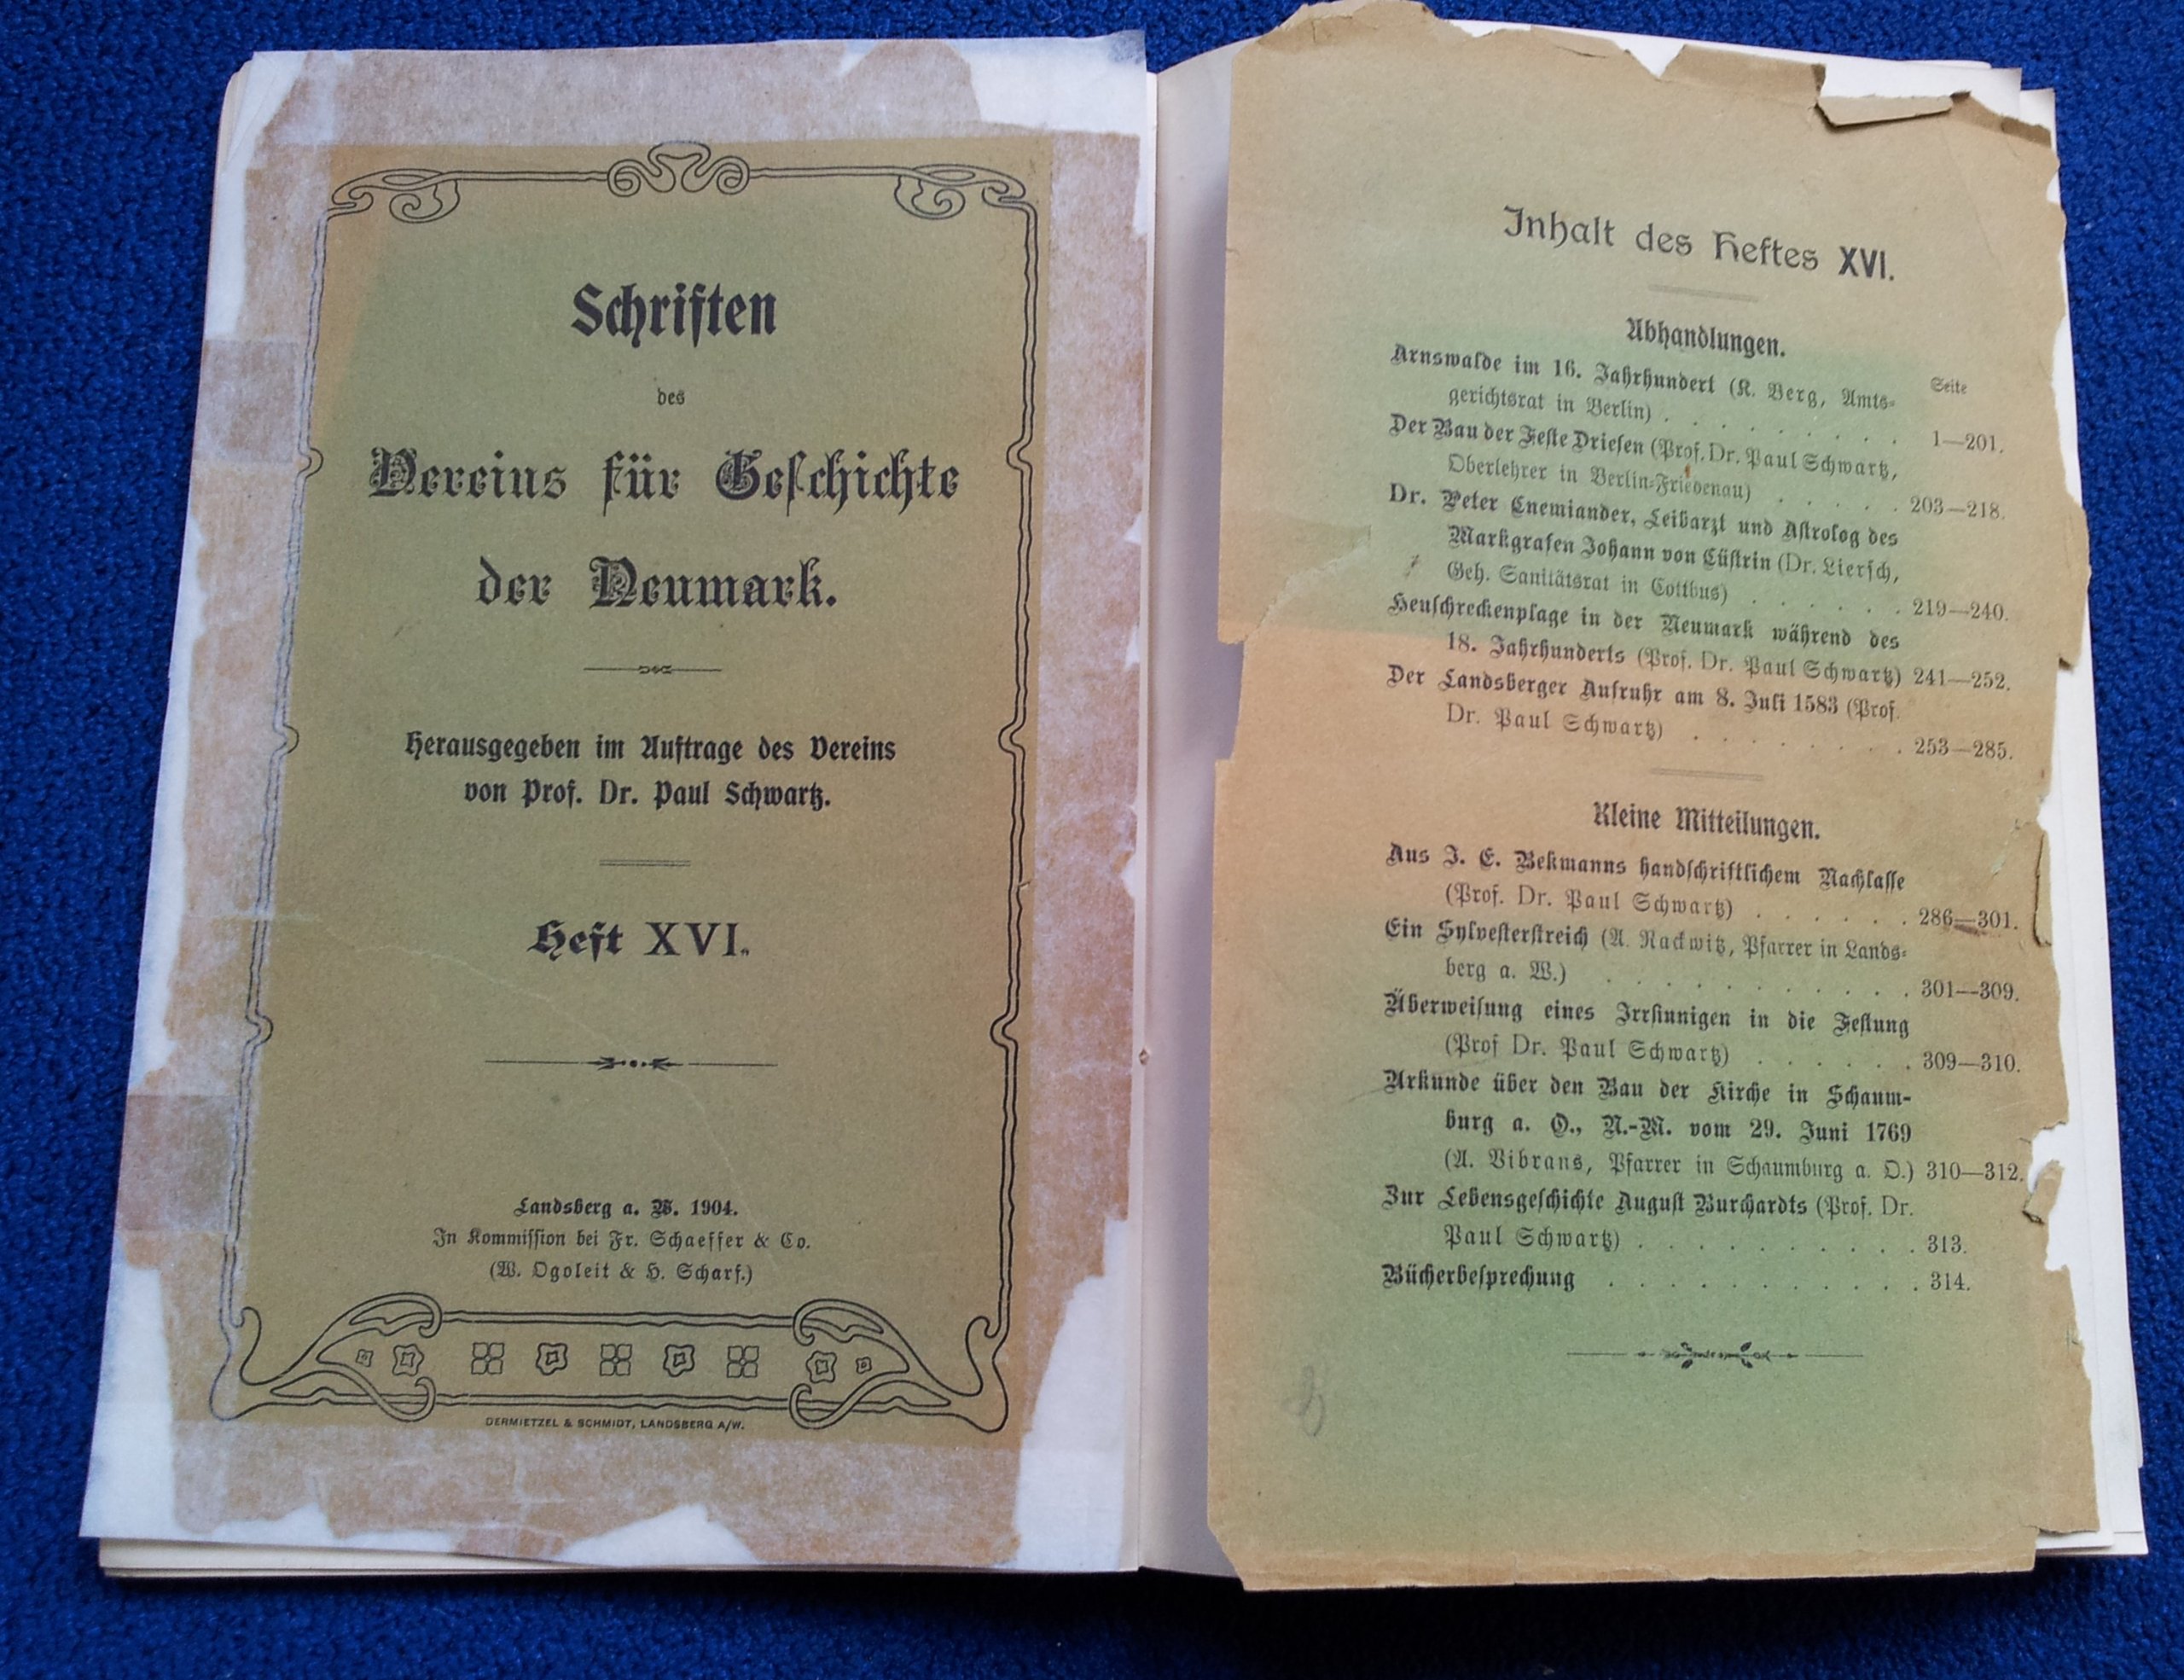 Schriften
des
Vereins für Geschichte
der Neumark.
Herausgegeben im Auftrage des Vereins
von Prof. Dr. Paul Schwartz.
Heft XVI.
Landsberg a. W. 1904.
In Kommission bei Fr. Schaeffer & Co.
(W. Ogoleit & H. Scharf.)
DERMIETZEL & SCHMIDT, LANDSBERG A/W.
Inhalt des Heftes XVI.
Abhandlungen.
Seite
Arnswalde im 16. Jahrhundert (K. Berg, Amts-
gerichtsrat in Berlin) . . . . . . . . . 1—201.
Der Bau der Feste Driesen (Prof. Dr. Paul Schwartz,
Oberlehrer in Berlin-Friedenau) . . . . . 203—218.
Dr. Peter Cnemiander, Leibarzt und Astrolog des
Markgrafen Johann von Cüstrin (Dr. Liersch,
Geh. Sanitätsrat in Cottbus) . . . . . . 219—240.
Heuschreckenplage in der Neumark während des
18. Jahrhunderts (Prof. Dr. Paul Schwartz) 241—252.
Der Landsberger Aufruhr am 8. Juli 1583 (Prof.
Dr. Paul Schwartz) . . . . . . . . 253—285.
Kleine Mitteilungen.
Aus J. C. Bekmanns handschriftlichem Nachlasse
(Prof. Dr. Paul Schwartz) . . . . . . 286—301.
Ein Sylvesterstreich (A. Rackwitz, Pfarrer in Lands-
berg a. W.) . . . . . . . . . . . 301—309.
Überweisung eines Irrsinnigen in die Festung
(Prof Dr. Paul Schwartz) . . . . . . 309—310.
Urkunde über den Bau der Kirche in Schaum-
burg a. O., N.-M. vom 29. Juni 1769
(A. Vibrans, Pfarrer in Schaumburg a. O.) 310—312.
Zur Lebensgeschichte August Burchardts (Prof. Dr.
Paul Schwartz) . . . . . . . . . . 313.
Bücherbesprechung . . . . . . . . . . . 314.